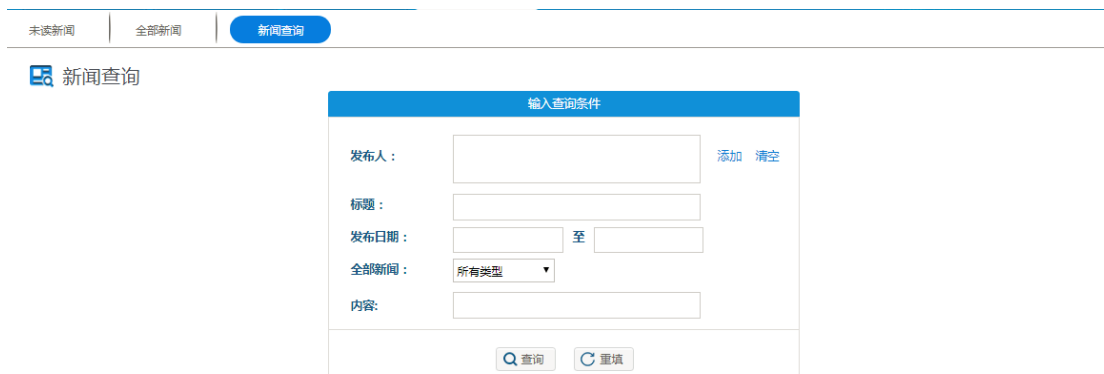 未读新闻 全部新闻 新闻查询
新闻查询
输入查询条件
发布人： 添加 清空
标题：
发布日期： 至
全部新闻： 所有类型
内容:
查询 重填